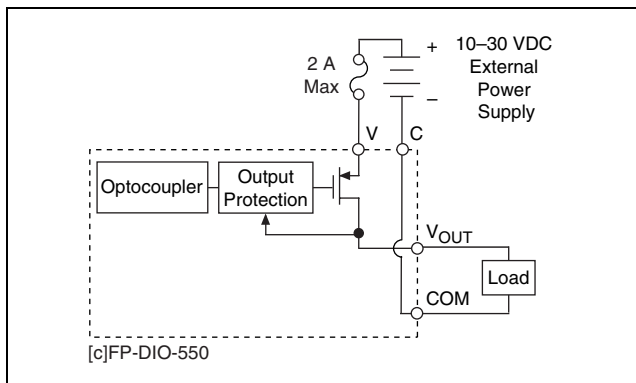 2 A
Max
+
10–30 VDC
External
Power
Supply
–
V
C
Optocoupler
Output
Protection
VOUT
Load
COM
[c]FP-DIO-550